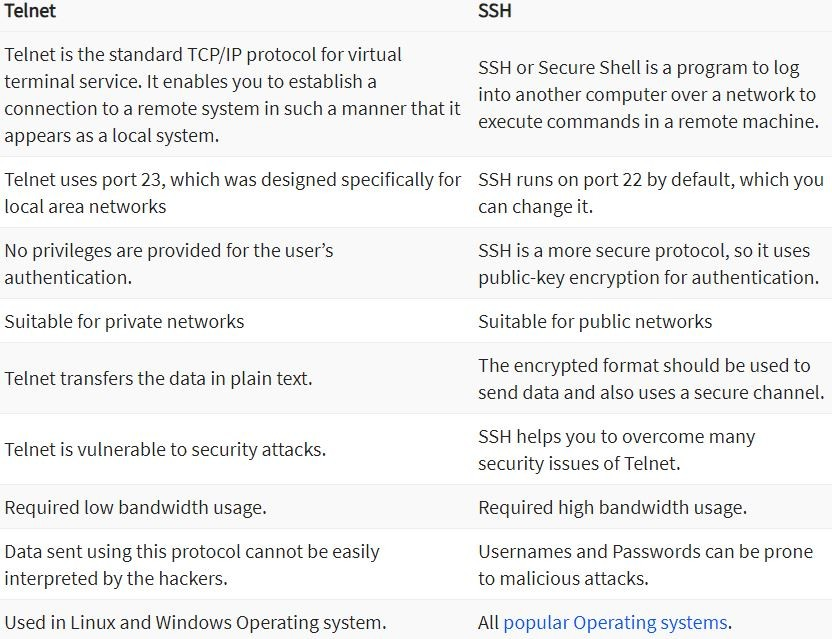 Telnet
SSH
Telnet is the standard TCP/IP protocol for virtual
terminal service. It enables you to establish a
connection to a remote system in such a manner that it
appears as a local system.
SSH or Secure Shell is a program to log
into another computer over a network to
execute commands in a remote machine.
Telnet uses port 23, which was designed specifically for
local area networks
SSH runs on port 22 by default, which you
can change it.
No privileges are provided for the user’s
authentication.
SSH is a more secure protocol, so it uses
public-key encryption for authentication.
Suitable for private networks
Suitable for public networks
Telnet transfers the data in plain text.
The encrypted format should be used to
send data and also uses a secure channel.
Telnet is vulnerable to security attacks.
SSH helps you to overcome many
security issues of Telnet.
Required low bandwidth usage.
Required high bandwidth usage.
Data sent using this protocol cannot be easily
interpreted by the hackers.
Usernames and Passwords can be prone
to malicious attacks.
Used in Linux and Windows Operating system.
All popular Operating systems.